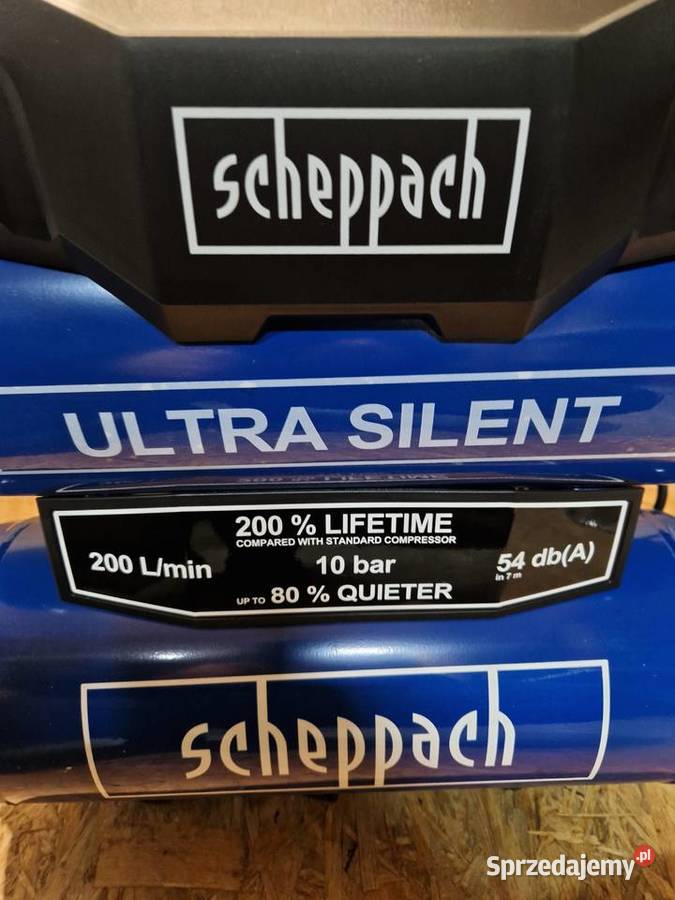 scheppach
ULTRA SILENT
200 % LIFETIME
COMPARED WITH STANDARD COMPRESSOR
200 L/min 10 bar 54 db(A)
in 7 m
UP TO 80 % QUIETER
scheppach
Sprzedajemy.pl